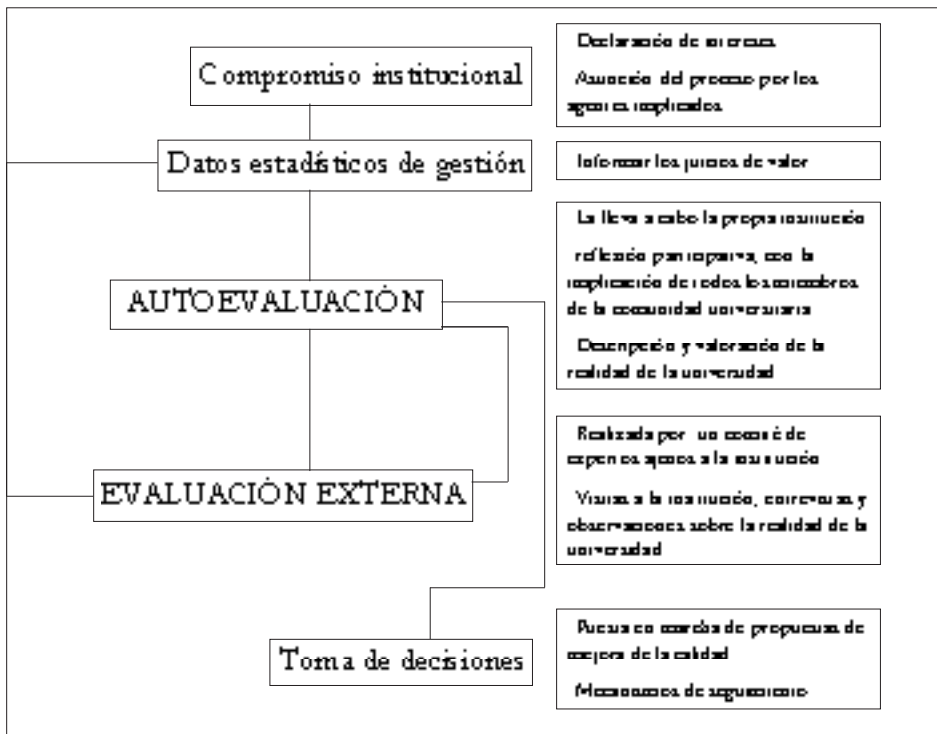 Compromiso institucional
Declaración de intereses
Asunción del proceso por los
agentes implicados
Datos estadísticos de gestión
Informar los juicios de valor
AUTOEVALUACIÓN
La lleva a cabo la propia institución
reflexión participativa, con la
implicación de todos los miembros
de la comunidad universitaria
Descripción y valoración de la
realidad de la universidad
EVALUACIÓN EXTERNA
Realizada por un comité de
expertos ajenos a la institución
Visitas a la institución, entrevistas y
observaciones sobre la realidad de la
universidad
Toma de decisiones
Puesta en marcha de propuestas de
mejora de la calidad
Mecanismos de seguimiento